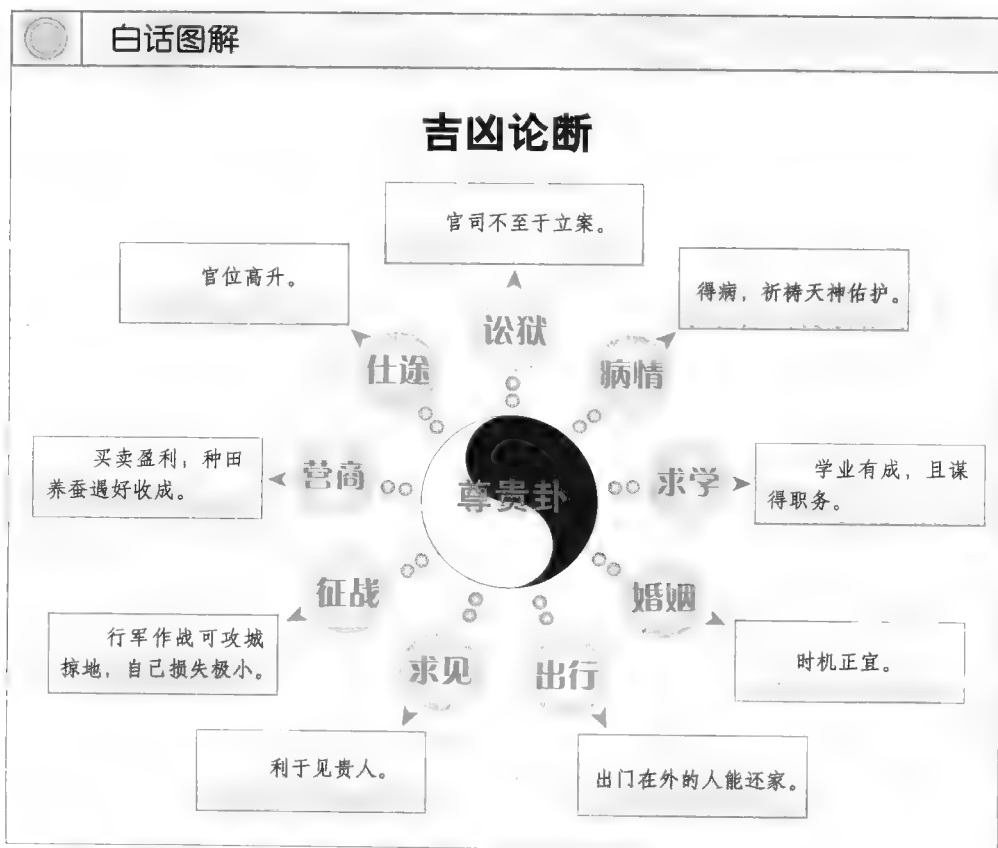 白话图解
吉凶论断
官司不至于立案。
官位高升。
得病，祈祷天神佑护。
讼狱
仕途
病情
买卖盈利；种田
养蚕遇好收成。
营商
尊贵卦
求学
学业有成，且谋
得职务。
征战
婚姻
行军作战可攻城
掠地，自己损失极小。
求见
出行
时机正宜。
利于见贵人。
出门在外的人能还家。